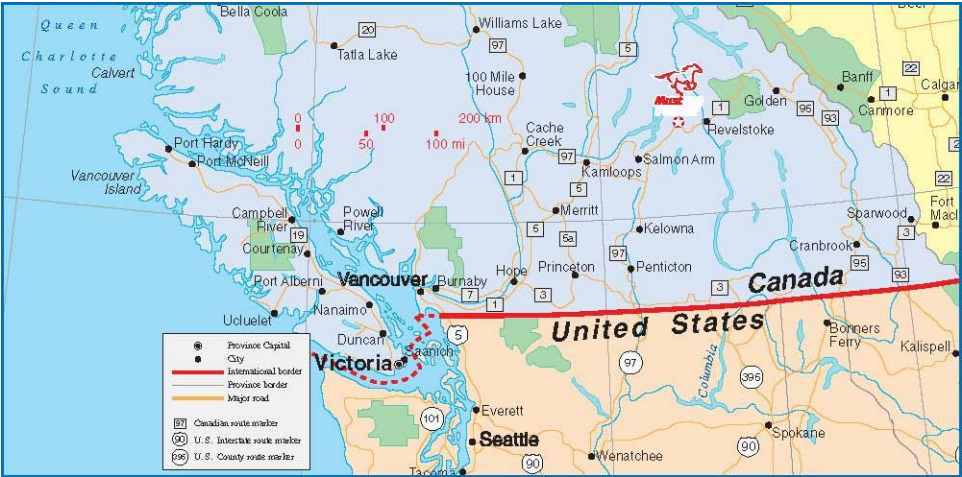 Queen
Charlotte
Sound
Bella Coola
20
Tatla Lake
Williams Lake
97
5
100 Mile
House
Calvert
Banff
22
Calgar
1
Canmore
Golden
95
93
Must
1
Revelstoke
0 100 200 km
0 50 100 mi
Port Hardy
Port McNeill
Vancouver
Island
Cache
Creek
97
Kamloops
Salmon Arm
1
5
Merritt
2
22
Fort
Macl
Campbell
River
Powell
River
19
Courtenay
5
5a
Kelowna
Sparwood
3
Cranbrook
95
93
Port Alberni
Vancouver
Burnaby
Hope
Princeton
97
Penticton
7
1
3
3
Canada
Nanaimo
Ucluelet
Duncan
Saanich
Victoria
United States
5
97
Columbia
395
Bonners
Ferry
Kalispell
Province Capital
City
International border
Province border
Major road
97 Canadian route marker
90 U.S. Interstate route marker
395 U.S. County route marker
101
Everett
Seattle
Tacoma
90
Wenatchee
90
Spokane